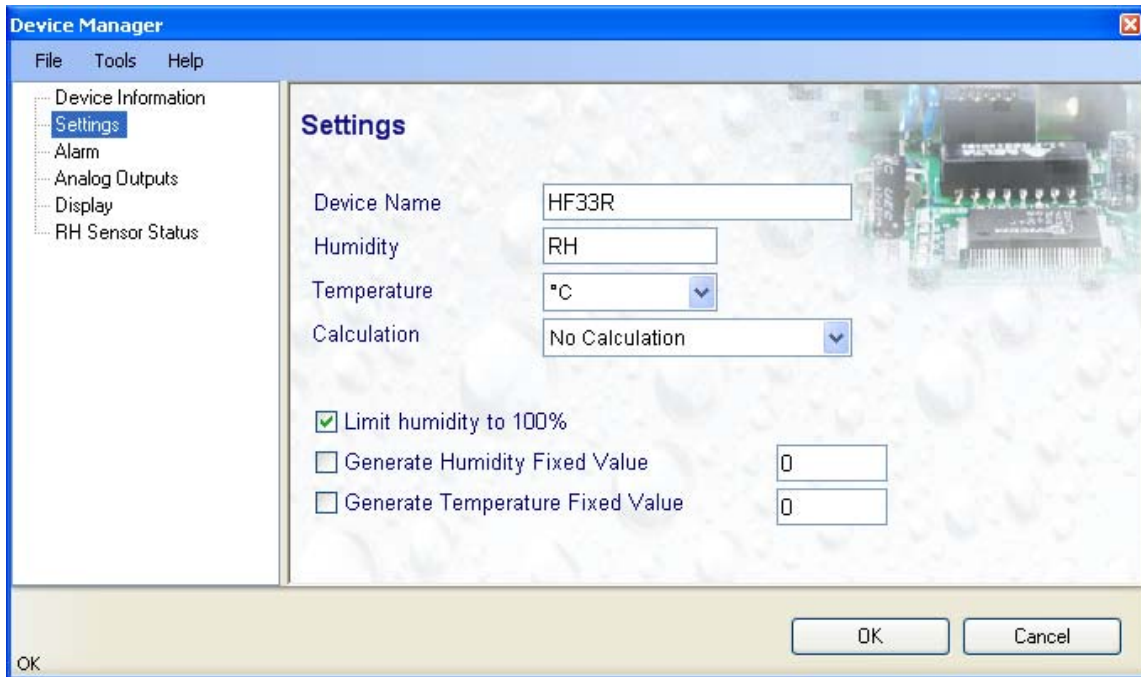 Device Manager
File Tools Help
Device Information
Settings
Alarm
Analog Outputs
Display
RH Sensor Status
Settings
Device Name HF33R
Humidity RH
Temperature °C
Calculation No Calculation
Limit humidity to 100%
Generate Humidity Fixed Value 0
Generate Temperature Fixed Value 0
OK Cancel
OK